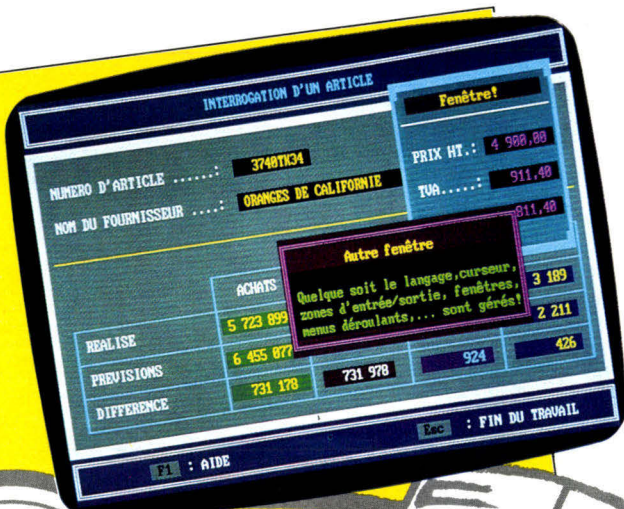 INTERROGATION D'UN ARTICLE
Fenêtre!
NUMERO D'ARTICLE ......: 3740TK34
PRIX HT.: 4 900,00
NOM DU FOURNISSEUR ....: ORANGES DE CALIFORNIE
TVA.....: 911,40
811,40
Autre fenêtre
Quelque soit le langage,curseur,
zones d'entrée/sortie, fenêtres,
menus déroulants,... sont gérés!
ACHATS
REALISE 5 723 899 3 189
PREVISIONS 6 455 077 2 211
DIFFERENCE 731 178 731 978 924 426
F1 : AIDE
Esc : FIN DU TRAVAIL